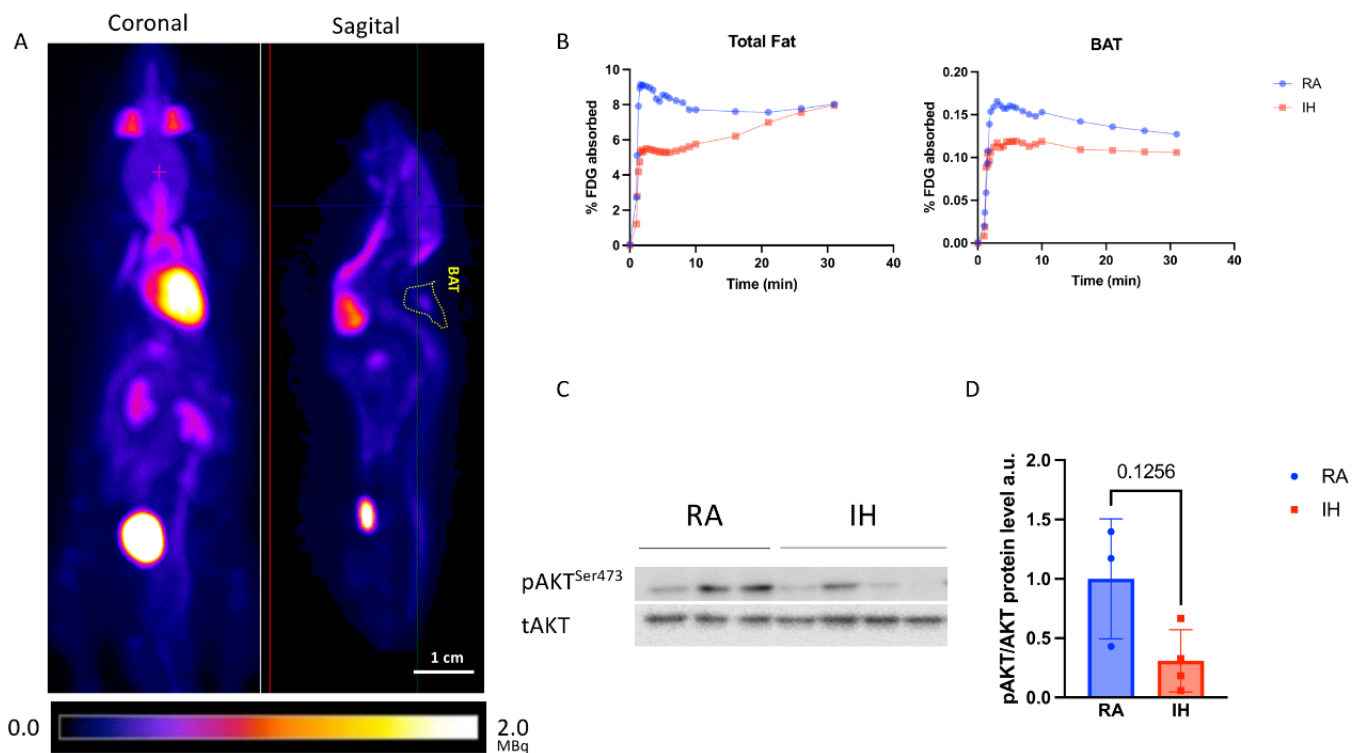 A
Coronal
Sagital
BAT
1 cm
0.0
2.0
MBq
B
Total Fat
% FDG absorbed
10
8
6
4
2
0
0
10
20
30
40
Time (min)
BAT
% FDG absorbed
0.20
0.15
0.10
0.05
0.00
0
10
20
30
40
Time (min)
RA
IH
C
RA
IH
pAKTSer473
tAKT
D
pAKT/AKT protein level a.u.
2.0
1.5
1.0
0.5
0.0
0.1256
RA
IH
RA
IH